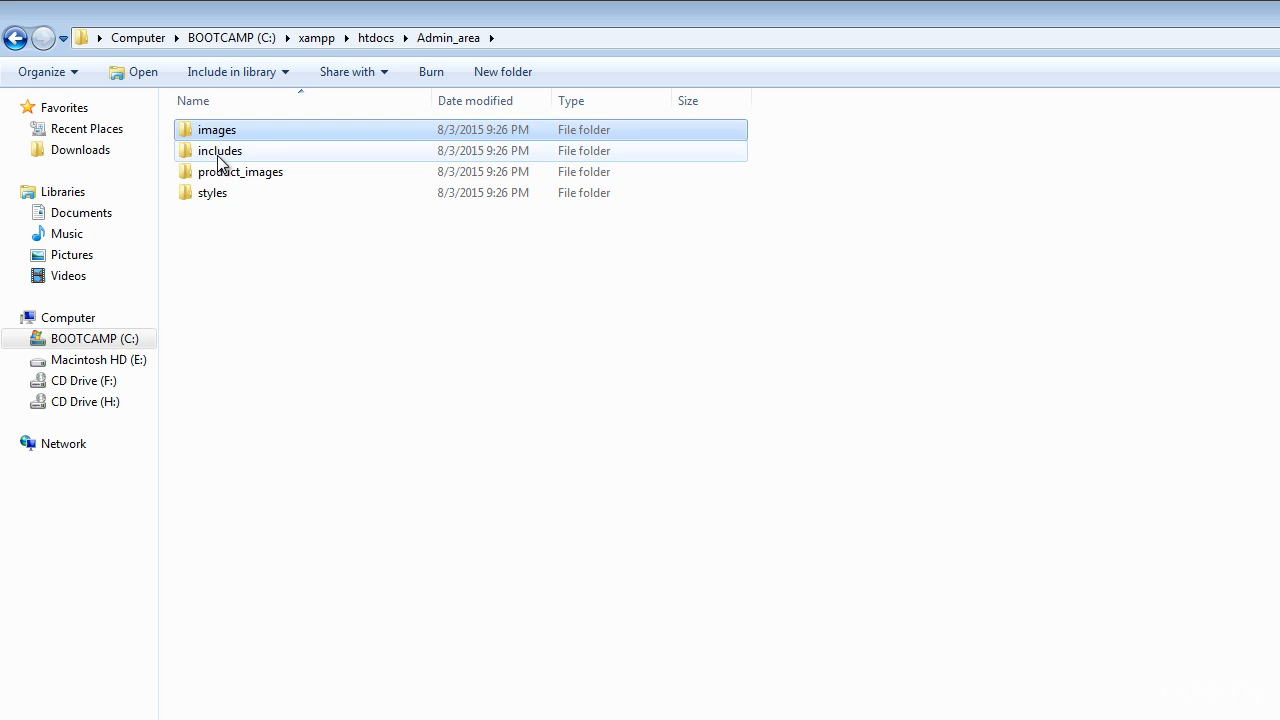 Computer BOOTCAMP (C:) xampp htdocs Admin_area
Organize Open Include in library Share with Burn New folder
Favorites
Recent Places
Downloads
Libraries
Documents
Music
Pictures
Videos
Computer
BOOTCAMP (C:)
Macintosh HD (E:)
CD Drive (F:)
CD Drive (H:)
Network
Name Date modified Type Size
images 8/3/2015 9:26 PM File folder
includes 8/3/2015 9:26 PM File folder
product_images 8/3/2015 9:26 PM File folder
styles 8/3/2015 9:26 PM File folder